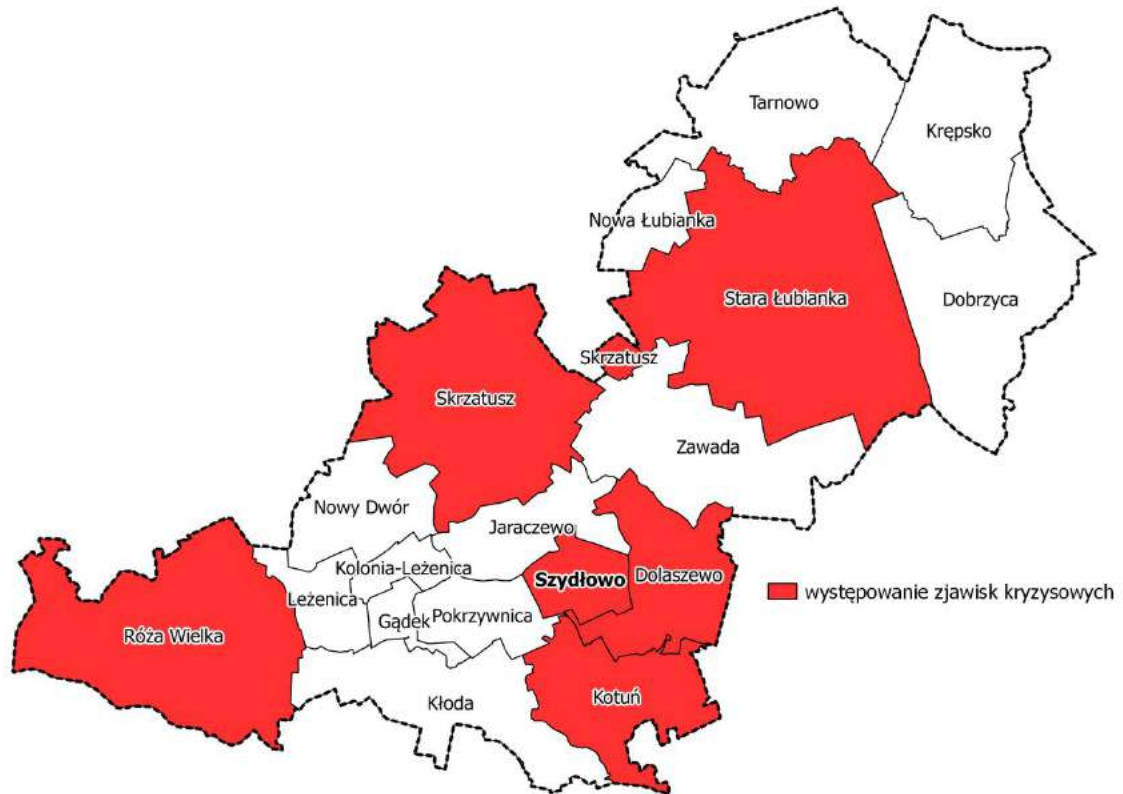 Tarnowo
Krępsko
Nowa Łubianka
Stara Łubianka
Dobrzyca
Skrzatusz
Skrzatusz
Zawada
Nowy Dwór
Jaraczewo
Kolonia-Leżenica
Szydłowo
Dolaszewo
Leżenica
występowanie zjawisk kryzysowych
Gądek
Pokrzywnica
Róża Wielka
Kłoda
Kotuń